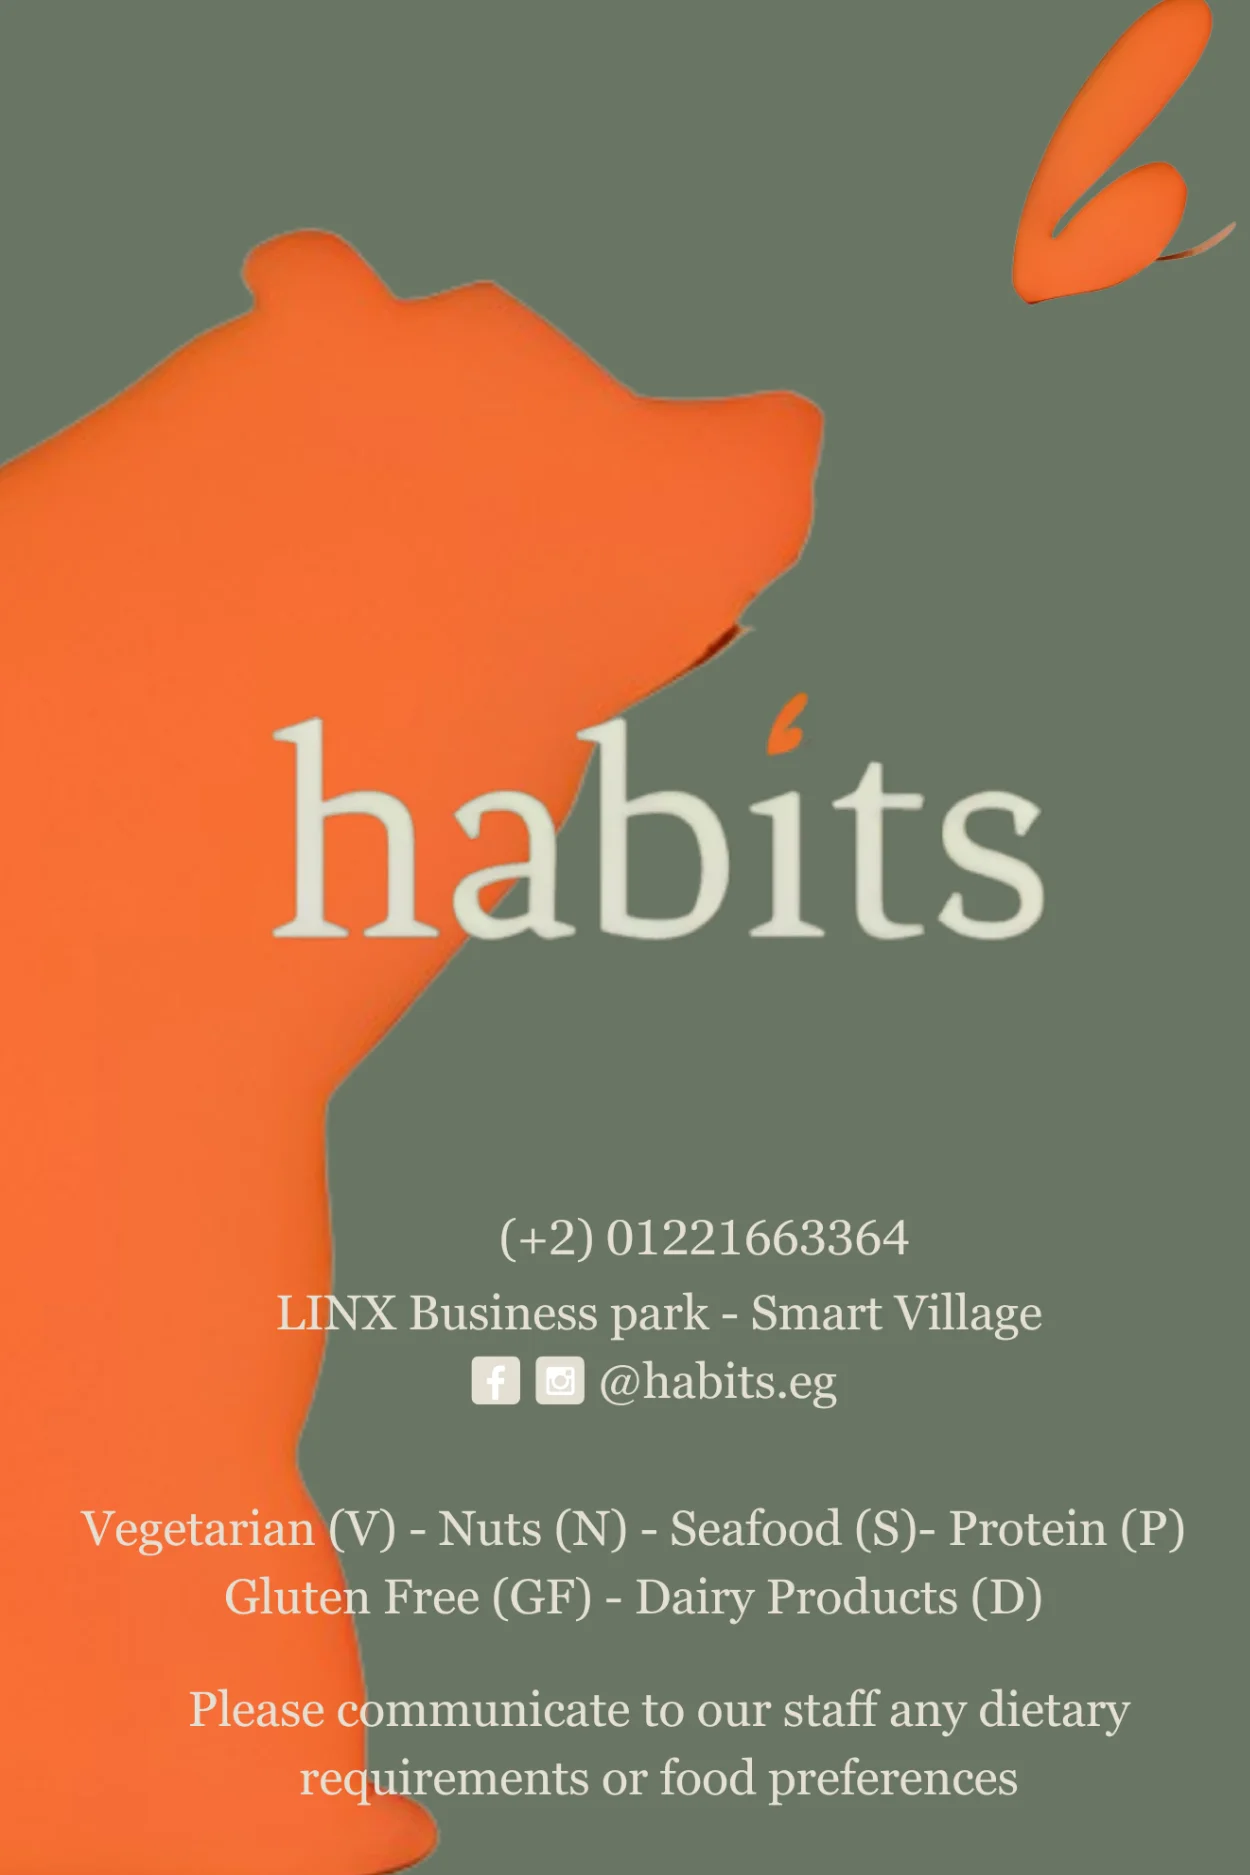 habits
(+2) 01221663364
LINX Business park - Smart Village
@habits.eg
Vegetarian (V) - Nuts (N) - Seafood (S)- Protein (P)
Gluten Free (GF) - Dairy Products (D)
Please communicate to our staff any dietary
requirements or food preferences